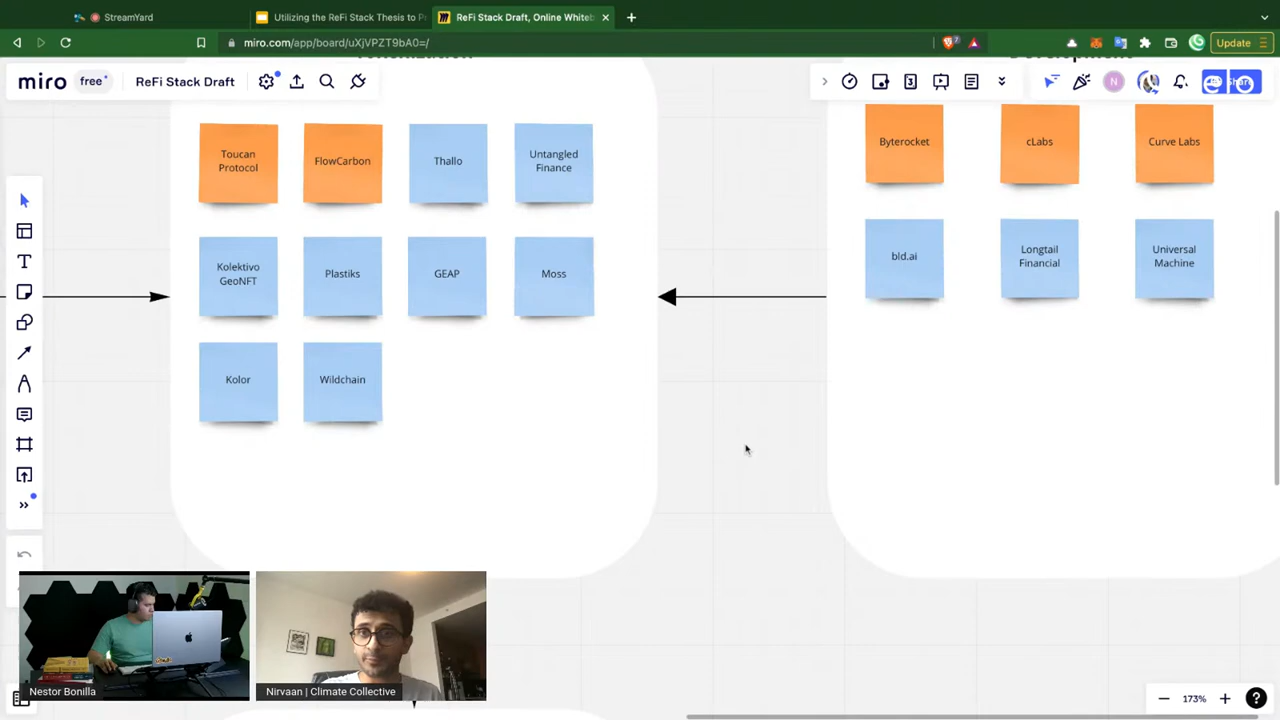 StreamYard
Utilizing the ReFi Stack Thesis to P
ReFi Stack Draft, Online Whiteb
miro.com/app/board/uXjVPZT9bA0=/
Update
miro
free
ReFi Stack Draft
3
N
Toucan
Protocol
FlowCarbon
Thallo
Untangled
Finance
Kolektivo
GeoNFT
Plastiks
GEAP
Moss
Kolor
Wildchain
Byterocket
cLabs
Curve Labs
bld.ai
Longtail
Financial
Universal
Machine
Nestor Bonilla
Nirvaan | Climate Collective
173%